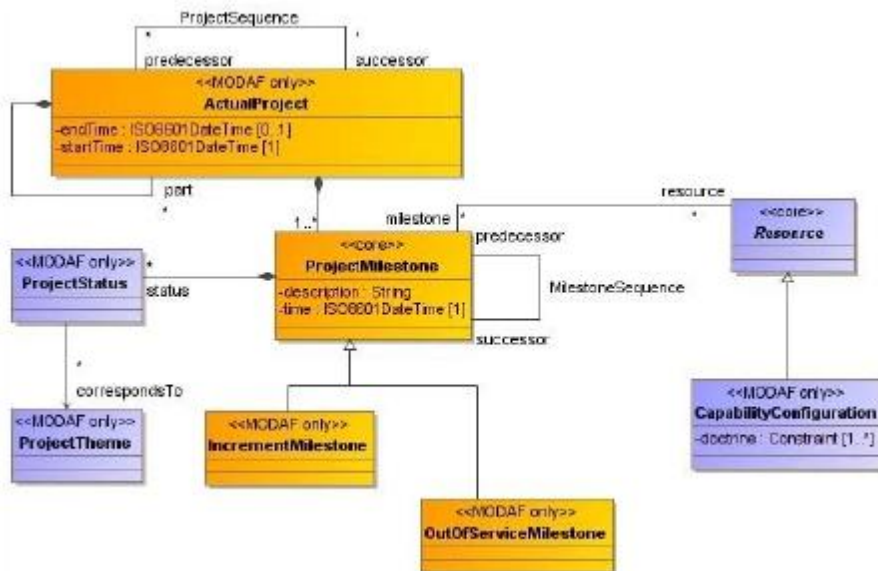 ProjectSequence
* *
predecessor successor
<<MODAF only>>
ActualProject
-endTime : ISO8601DateTime [0..1]
-startTime : ISO8601DateTime [1]
part
*
1..*
milestone * * resource
<<core>>
ProjectMilestone
-description : String
-time : ISO8601DateTime [1]
predecessor
MilestoneSequence
successor
<<core>>
Resource
<<MODAF only>>
ProjectStatus
*
status
*
correspondsTo
<<MODAF only>>
ProjectTheme
<<MODAF only>>
IncrementMilestone
<<MODAF only>>
CapabilityConfiguration
-doctrine : Constraint [1..*]
<<MODAF only>>
OutOfServiceMilestone